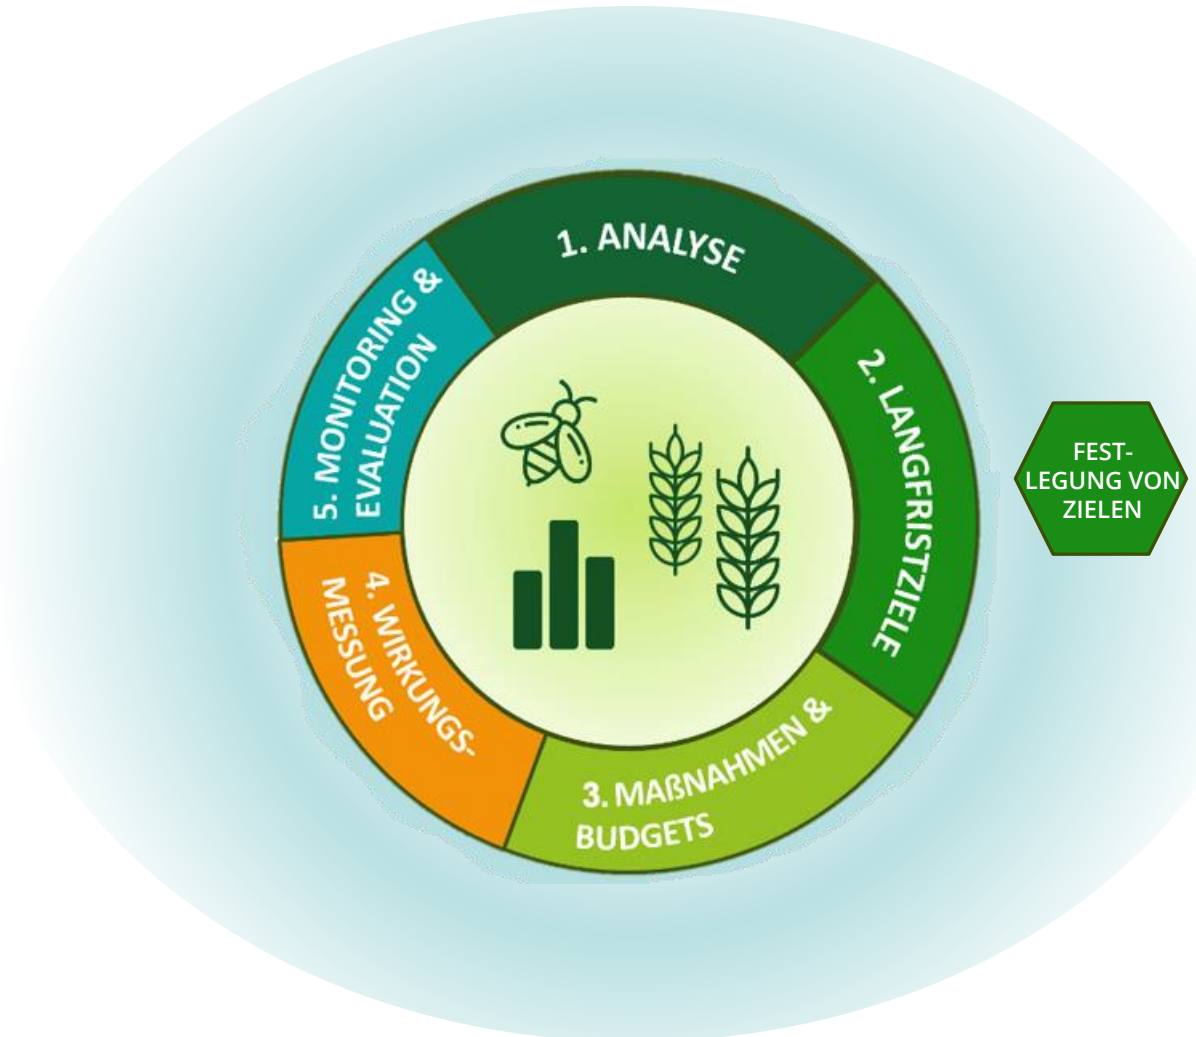 1. ANALYSE
2. LANGFRISTZIELE
FEST-
LEGUNG VON
ZIELEN
3. MAßNAHMEN &
BUDGETS
4. WIRKUNGS-
MESSUNG
5. MONITORING &
EVALUATION